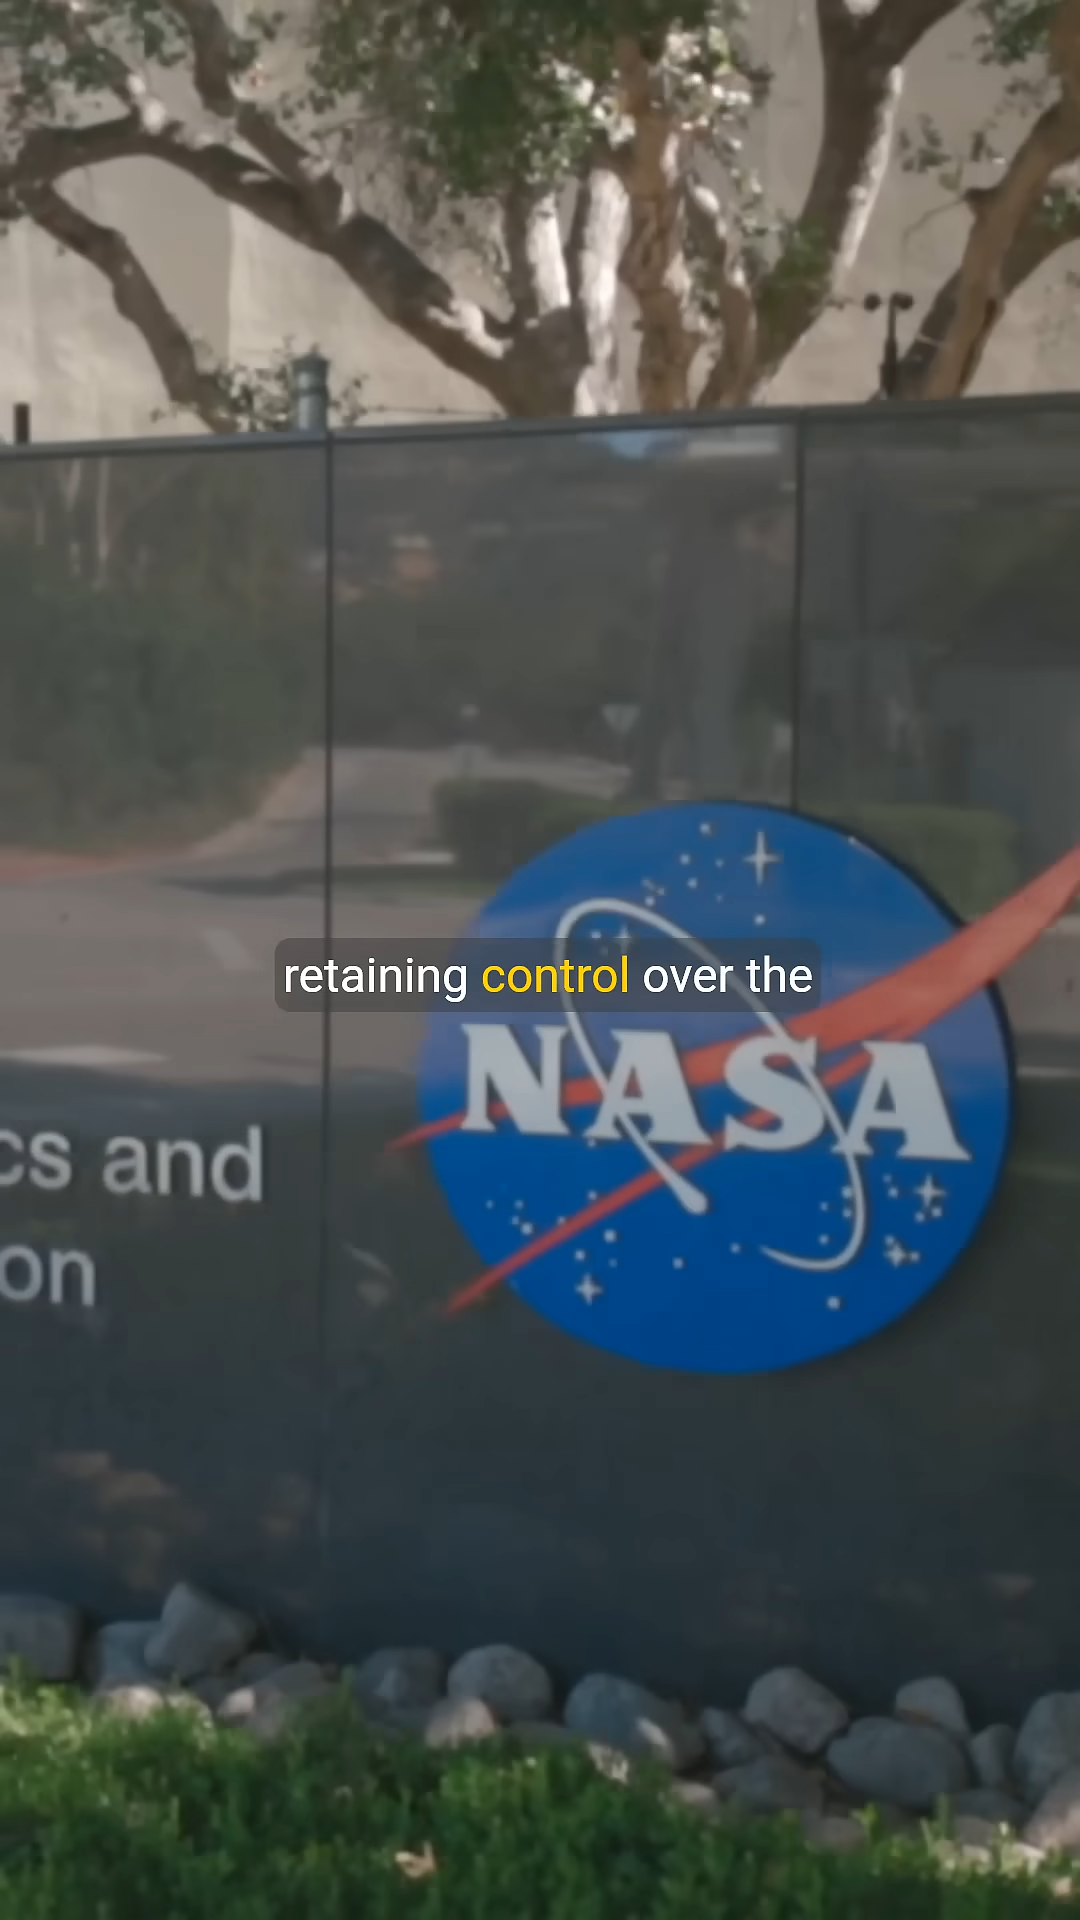 retaining control over the
NASA
cs and
on